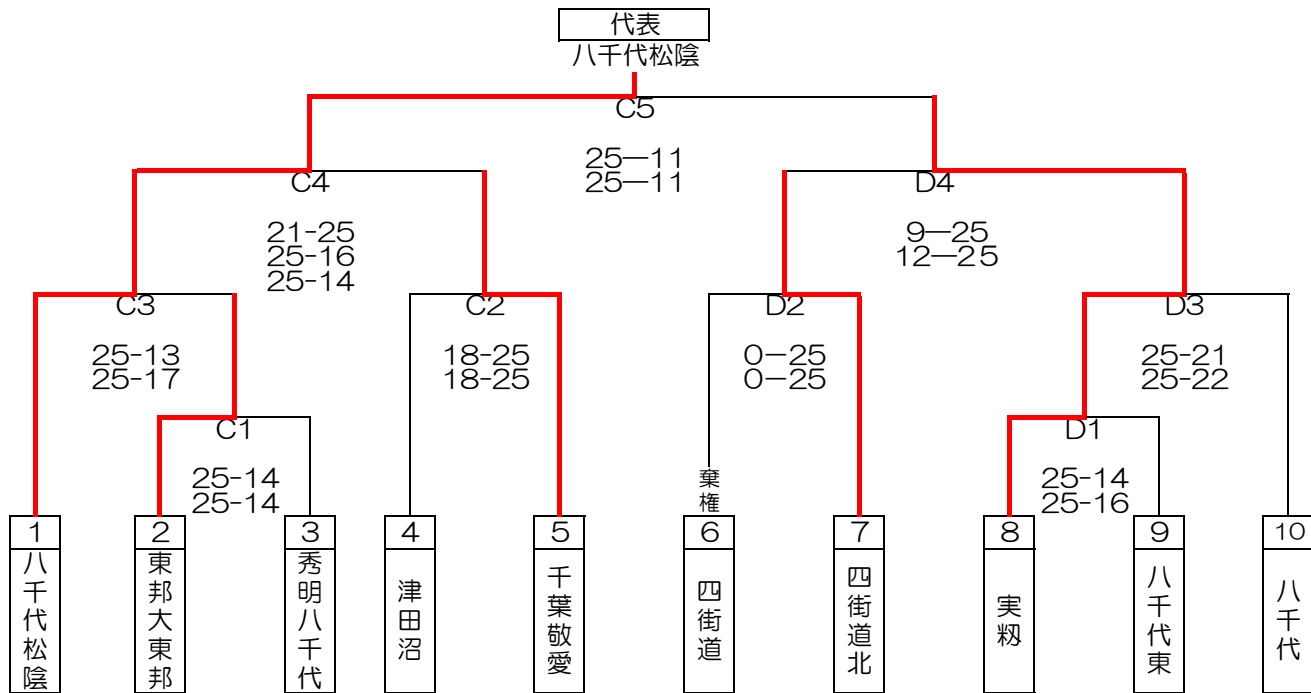 代表
八千代松陰
C5
25―11
25―11
C4
21-25
25-16
25-14
D4
9―25
12―25
C3
25-13
25-17
C2
18-25
18-25
D2
0―25
0―25
D3
25-21
25-22
C1
25-14
25-14
D1
25-14
25-16
棄権
1
八千代松陰
2
東邦大東邦
3
秀明八千代
4
津田沼
5
千葉敬愛
6
四街道
7
四街道北
8
実籾
9
八千代東
10
八千代